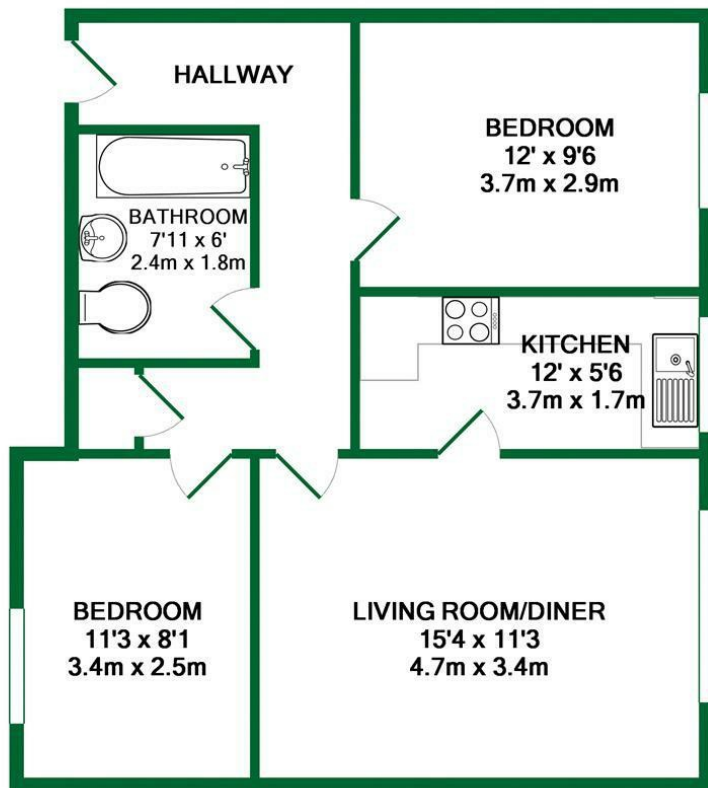 HALLWAY
BEDROOM
12' x 9'6
3.7m x 2.9m
BATHROOM
7'11 x 6'
2.4m x 1.8m
KITCHEN
12' x 5'6
3.7m x 1.7m
BEDROOM
11'3 x 8'1
3.4m x 2.5m
LIVING ROOM/DINER
15'4 x 11'3
4.7m x 3.4m